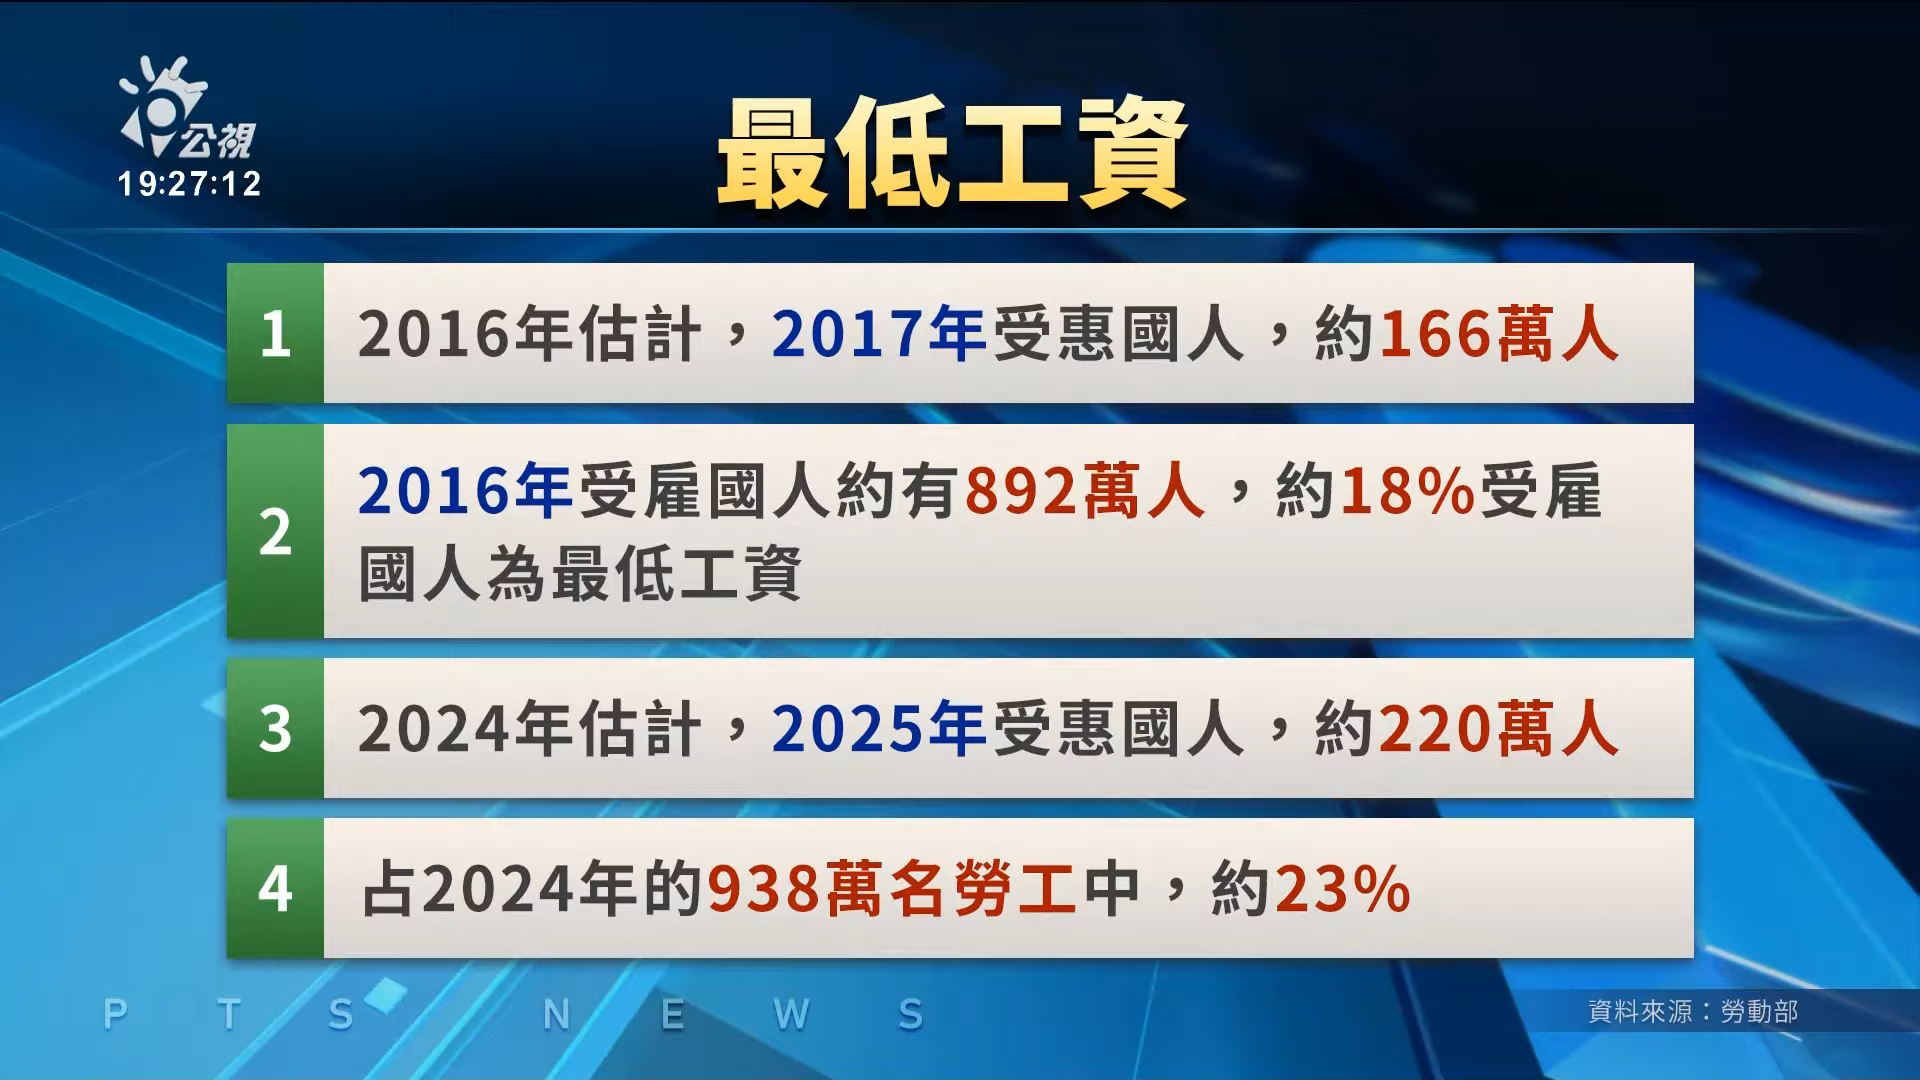 公視
19:27:12
最低工資
1
2016年估計，2017年受惠國人，約166萬人
2
2016年受雇國人約有892萬人，約18%受雇
國人為最低工資
3
2024年估計，2025年受惠國人，約220萬人
4
占2024年的938萬名勞工中，約23%
PTS NEWS
資料來源：勞動部